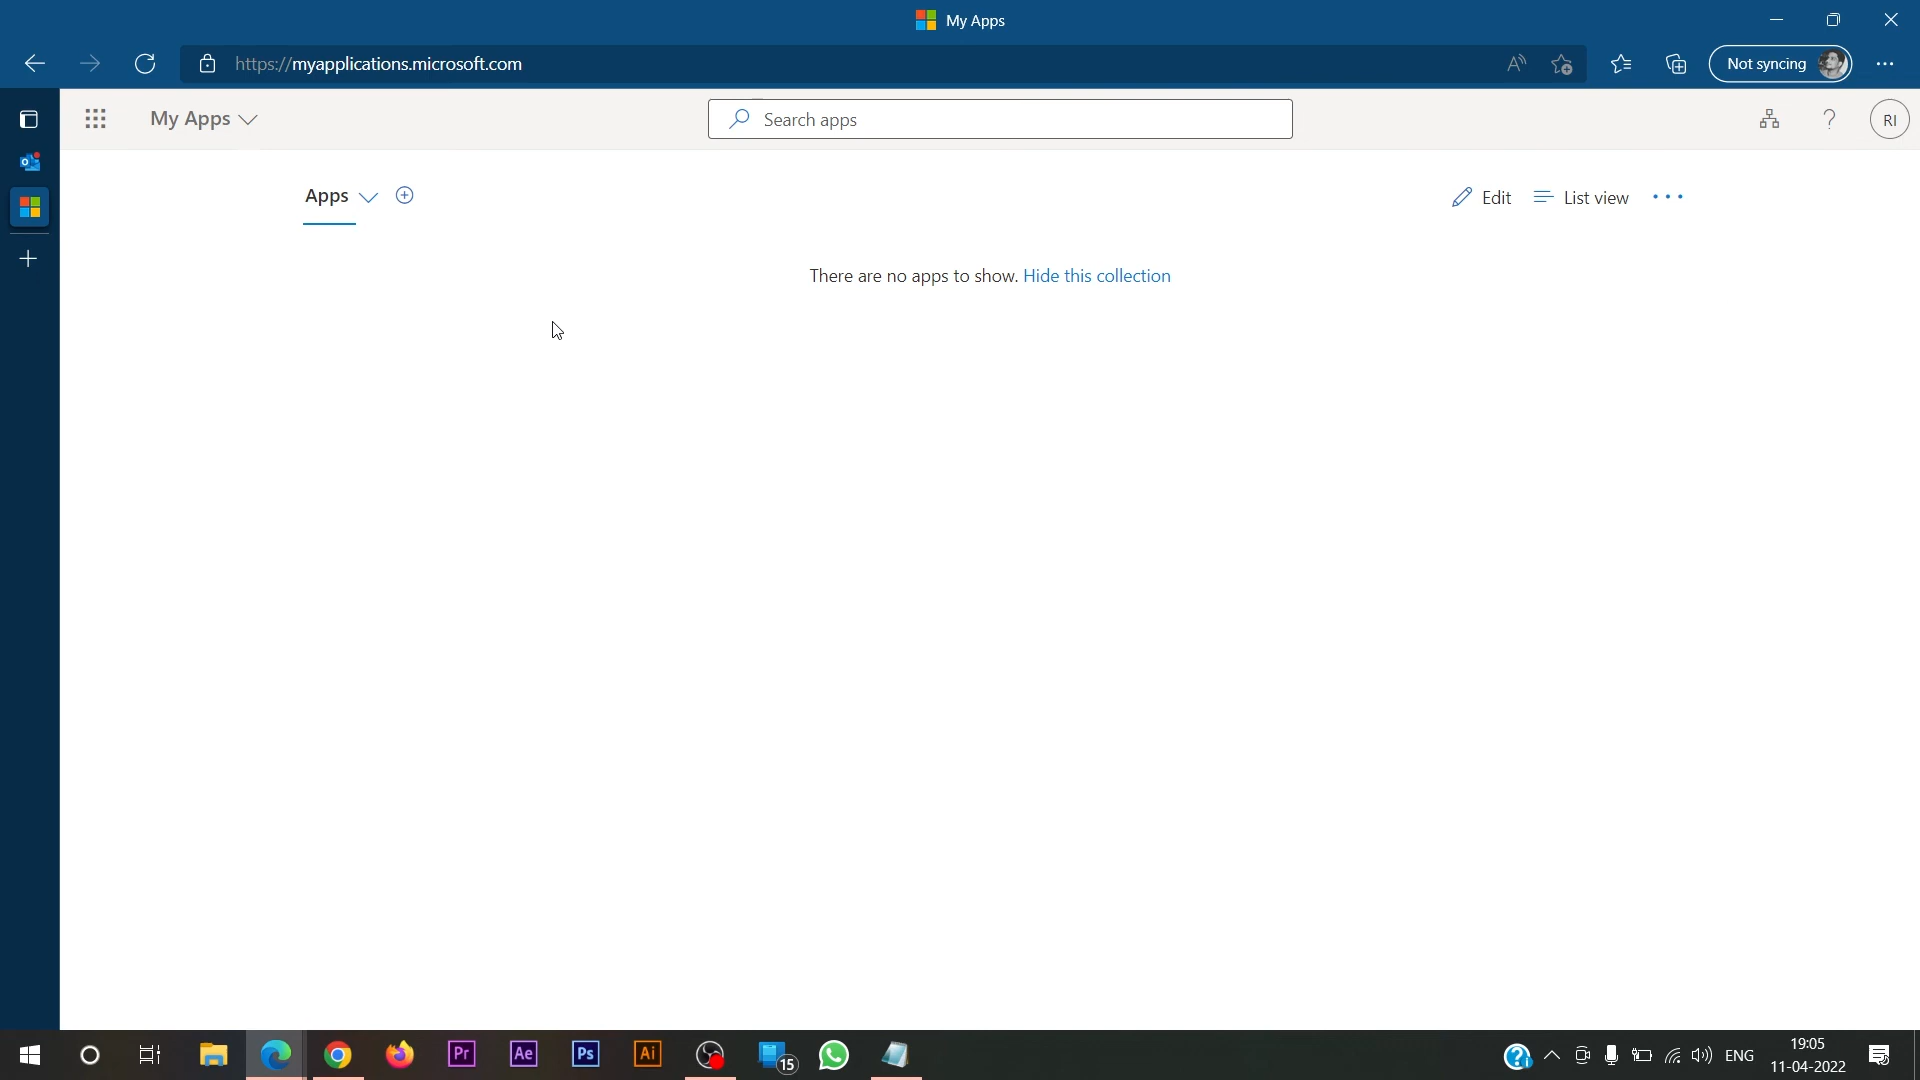 My Apps
https://myapplications.microsoft.com
Not syncing
My Apps
Search apps
?
RI
Apps
Edit
List view
There are no apps to show. Hide this collection
Pr
Ae
Ps
Ai
15
ENG
19:05
11-04-2022